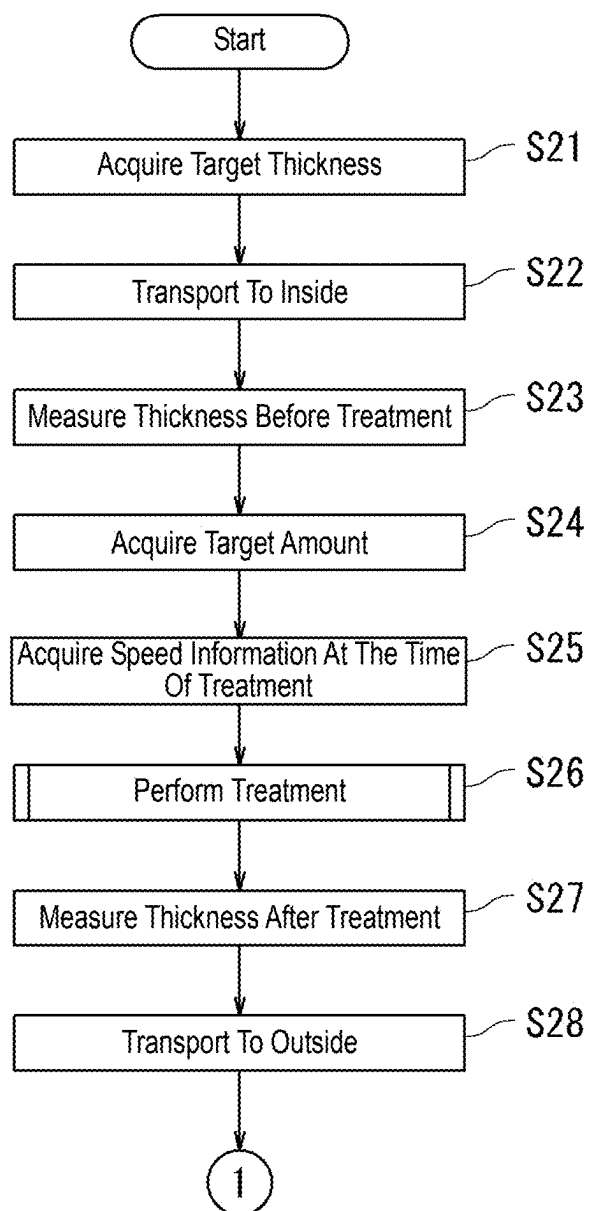 Start
Acquire Target Thickness
S21
Transport To Inside
S22
Measure Thickness Before Treatment
S23
Acquire Target Amount
S24
Acquire Speed Information At The Time
Of Treatment
S25
Perform Treatment
S26
Measure Thickness After Treatment
S27
Transport To Outside
S28
1